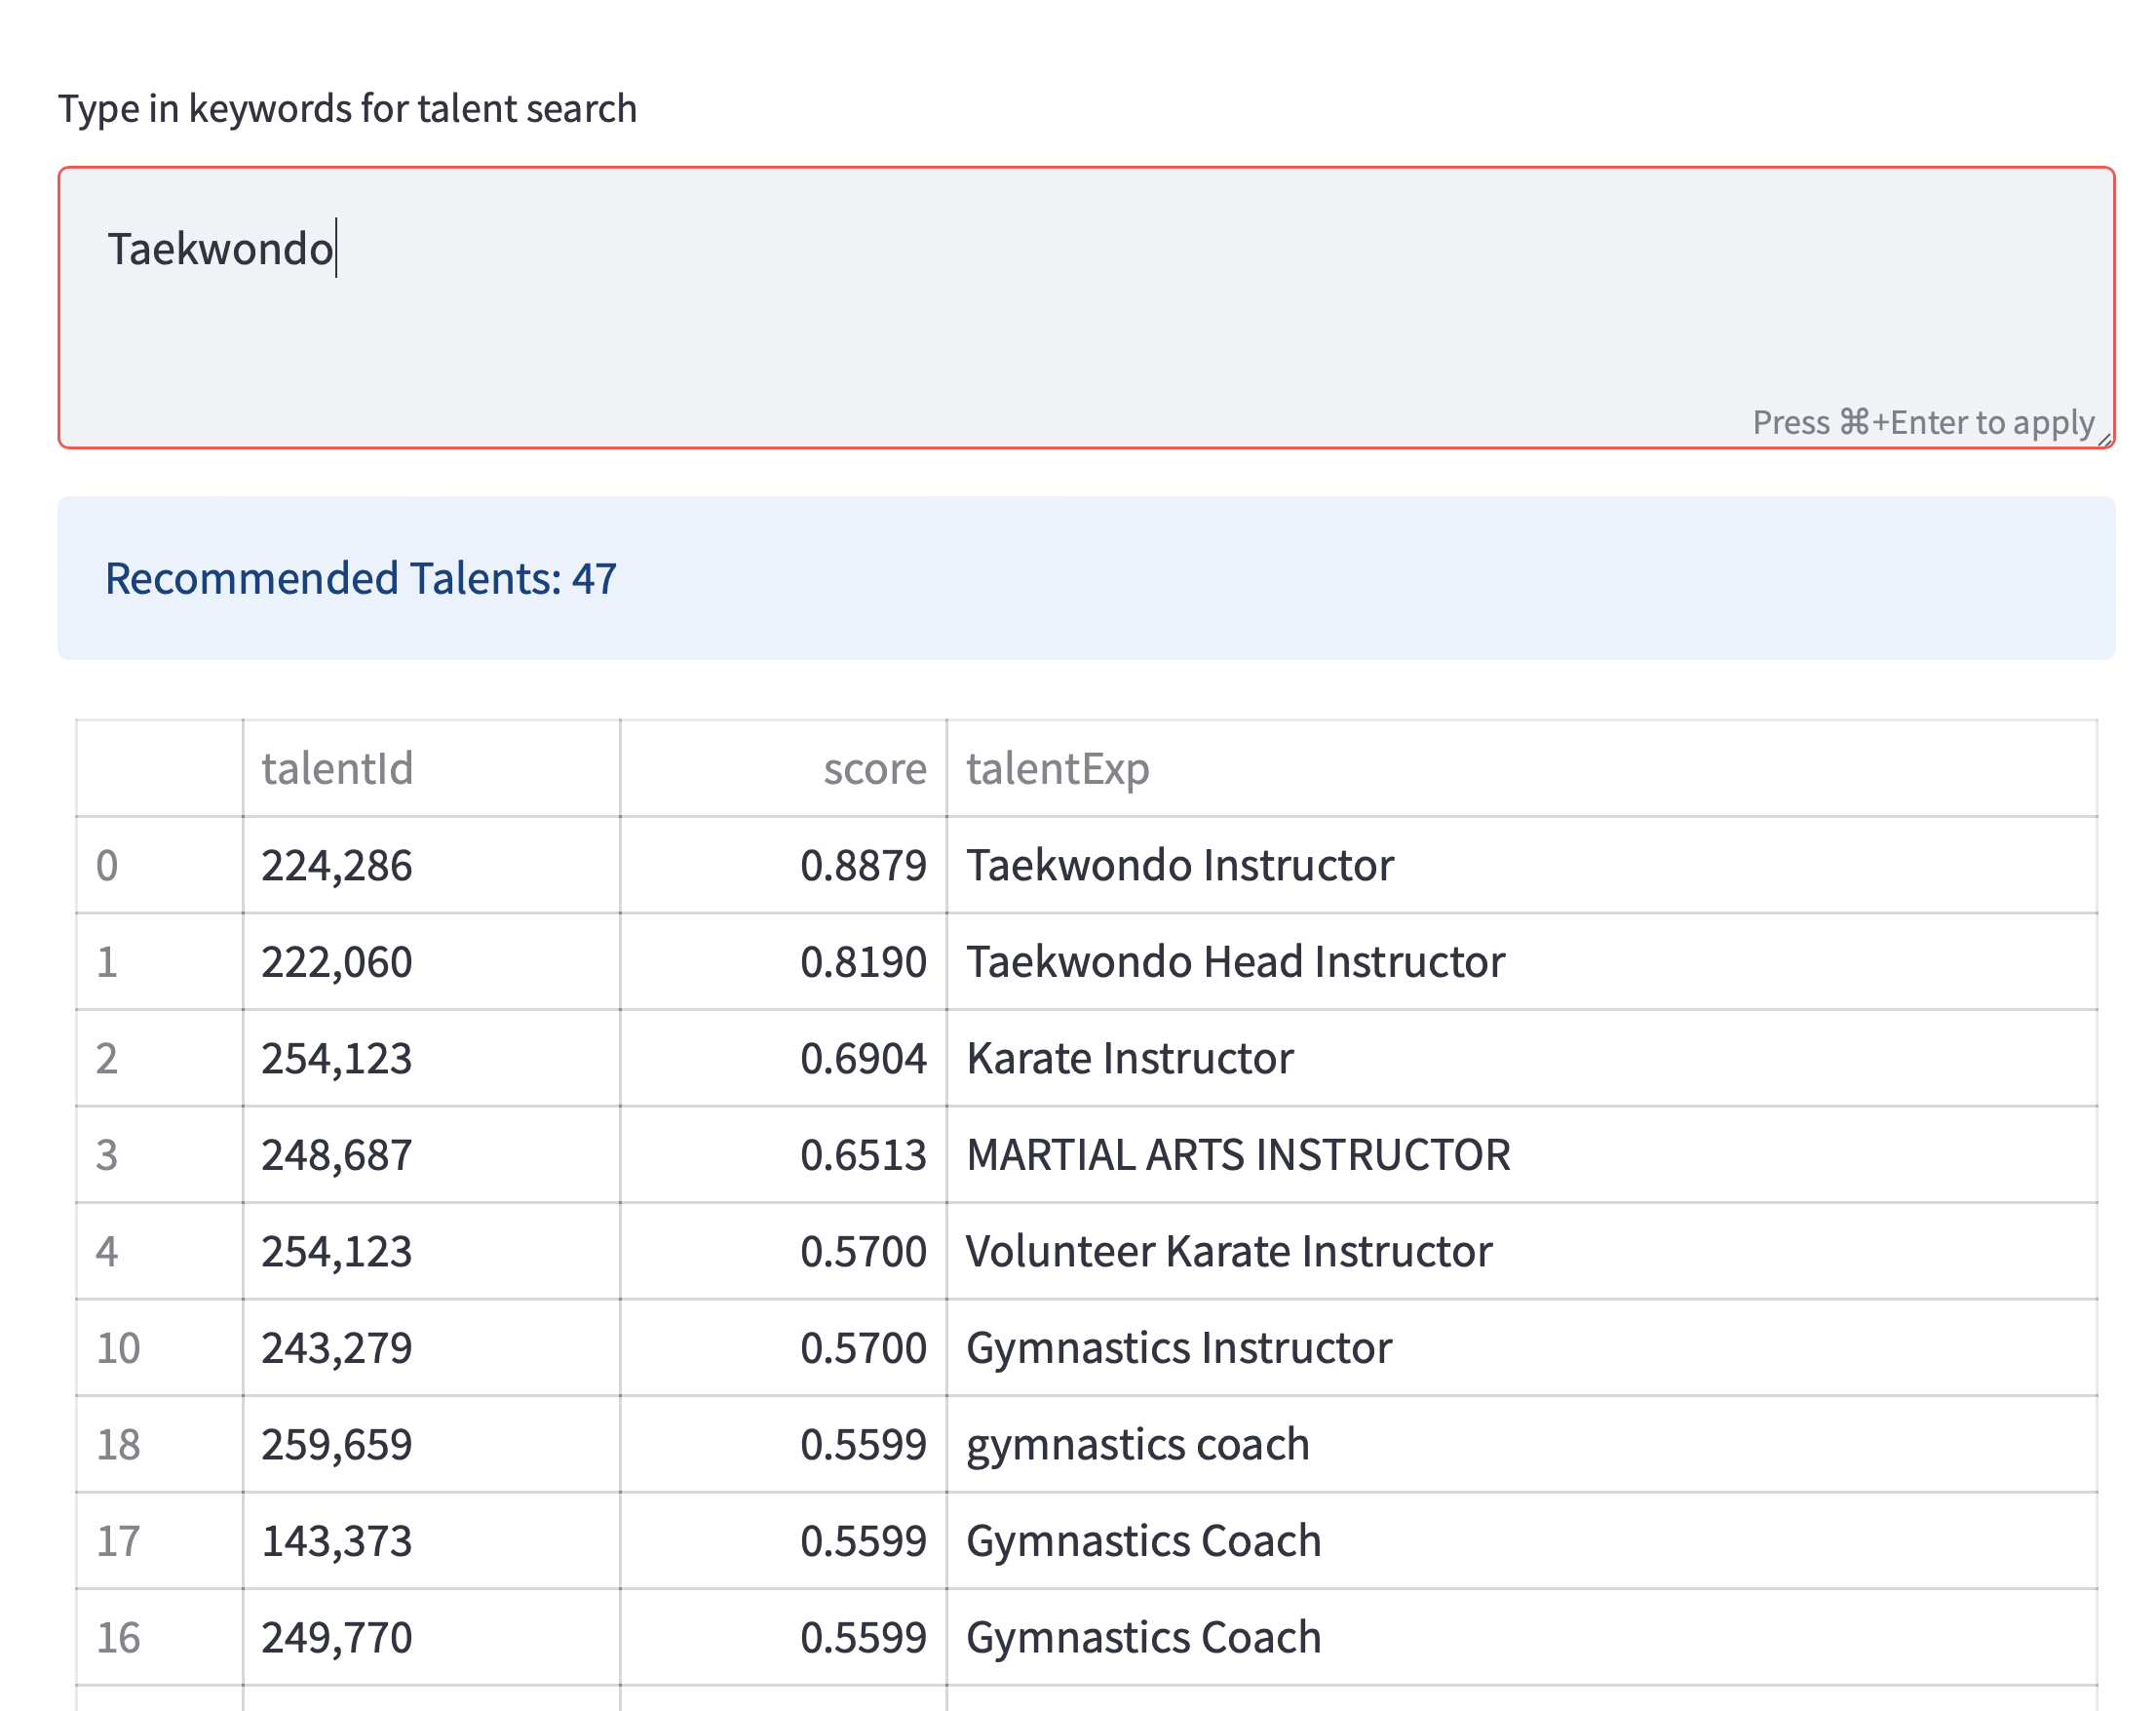 Type in keywords for talent search
Taekwondo
Press ⌘+Enter to apply
Recommended Talents: 47
talentId score talentExp
0 224,286 0.8879 Taekwondo Instructor
1 222,060 0.8190 Taekwondo Head Instructor
2 254,123 0.6904 Karate Instructor
3 248,687 0.6513 MARTIAL ARTS INSTRUCTOR
4 254,123 0.5700 Volunteer Karate Instructor
10 243,279 0.5700 Gymnastics Instructor
18 259,659 0.5599 gymnastics coach
17 143,373 0.5599 Gymnastics Coach
16 249,770 0.5599 Gymnastics Coach